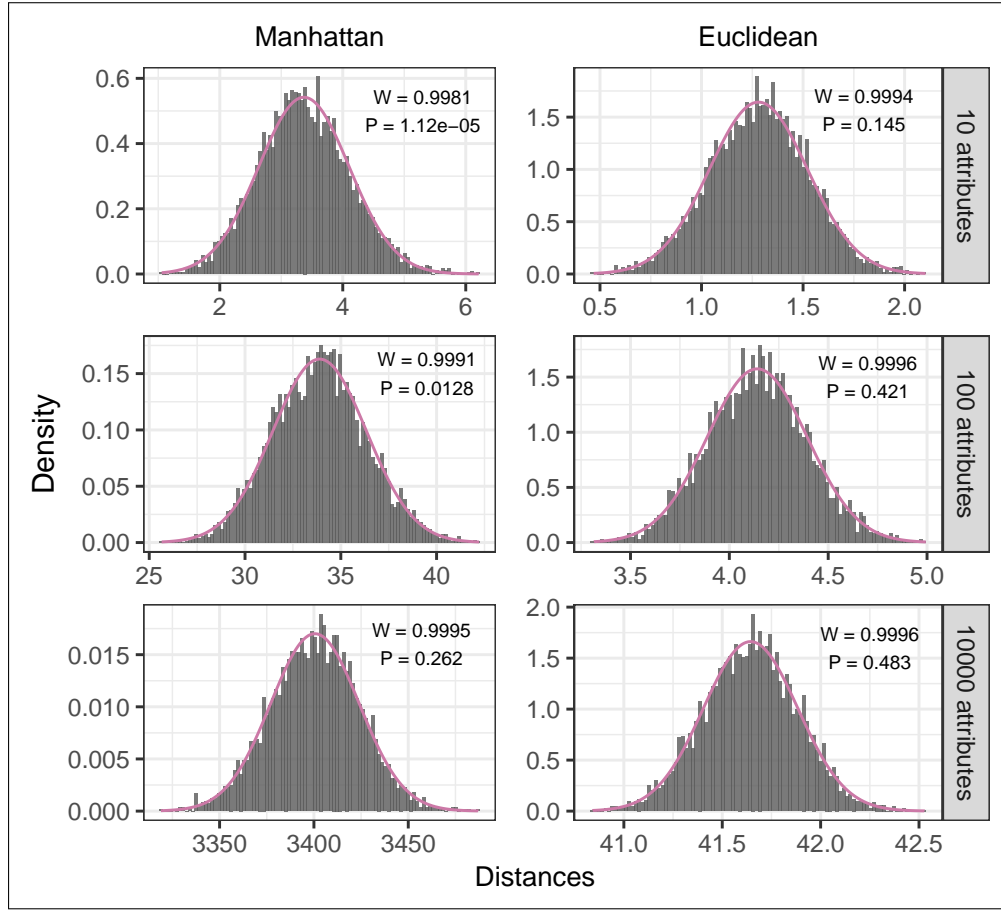 Manhattan
Euclidean
0.6
0.4
0.2
0.0
W = 0.9981
P = 1.12e−05
2
4
6
1.5
1.0
0.5
0.0
W = 0.9994
P = 0.145
0.5
1.0
1.5
2.0
10 attributes
Density
0.15
0.10
0.05
0.00
W = 0.9991
P = 0.0128
25
30
35
40
1.5
1.0
0.5
0.0
W = 0.9996
P = 0.421
3.5
4.0
4.5
5.0
100 attributes
0.015
0.010
0.005
0.000
W = 0.9995
P = 0.262
3350
3400
3450
2.0
1.5
1.0
0.5
0.0
W = 0.9996
P = 0.483
41.0
41.5
42.0
42.5
10000 attributes
Distances